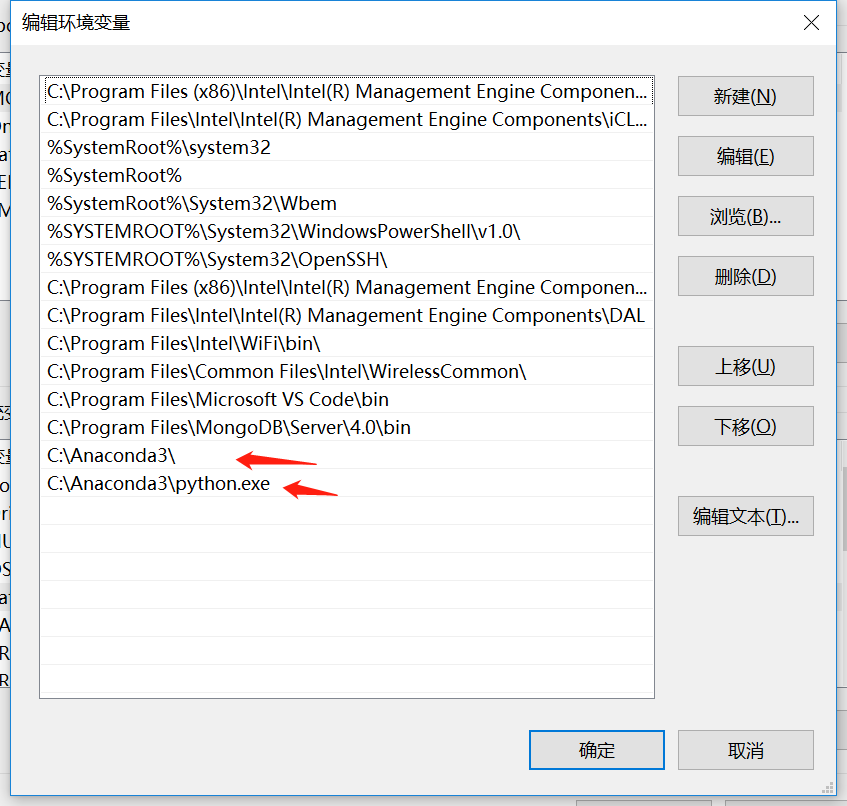 编辑环境变量
C:\Program Files (x86)\Intel\Intel(R) Management Engine Componen...
C:\Program Files\Intel\Intel(R) Management Engine Components\iCL...
%SystemRoot%\system32
%SystemRoot%
%SystemRoot%\System32\Wbem
%SYSTEMROOT%\System32\WindowsPowerShell\v1.0\
%SYSTEMROOT%\System32\OpenSSH\
C:\Program Files (x86)\Intel\Intel(R) Management Engine Componen...
C:\Program Files\Intel\Intel(R) Management Engine Components\DAL
C:\Program Files\Intel\WiFi\bin\
C:\Program Files\Common Files\Intel\WirelessCommon\
C:\Program Files\Microsoft VS Code\bin
C:\Program Files\MongoDB\Server\4.0\bin
C:\Anaconda3\
C:\Anaconda3\python.exe
新建(N)
编辑(E)
浏览(B)...
删除(D)
上移(U)
下移(O)
编辑文本(T)...
确定
取消